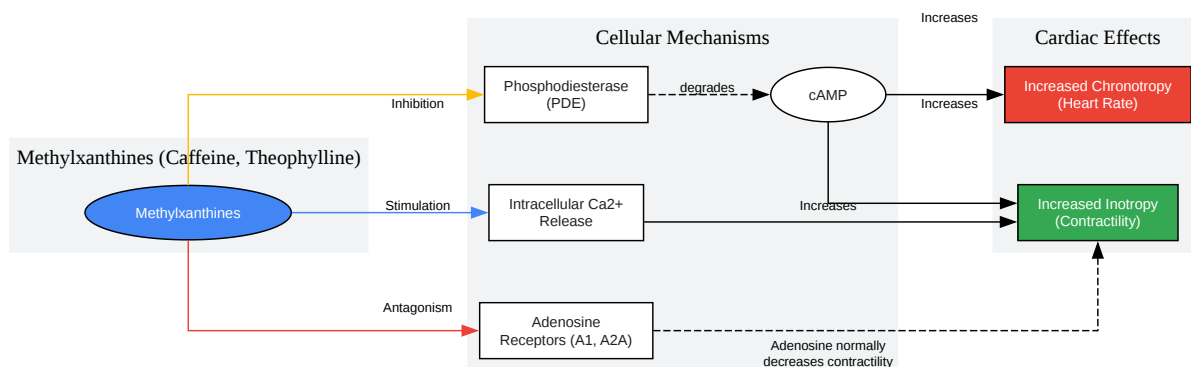 Increases
Cellular Mechanisms
Cardiac Effects
Phosphodiesterase
(PDE)
degrades
cAMP
Increases
Increased Chronotropy
(Heart Rate)
Inhibition
Methylxanthines (Caffeine, Theophylline)
Methylxanthines
Stimulation
Intracellular Ca2+
Release
Increases
Increased Inotropy
(Contractility)
Antagonism
Adenosine
Receptors (A1, A2A)
Adenosine normally
decreases contractility